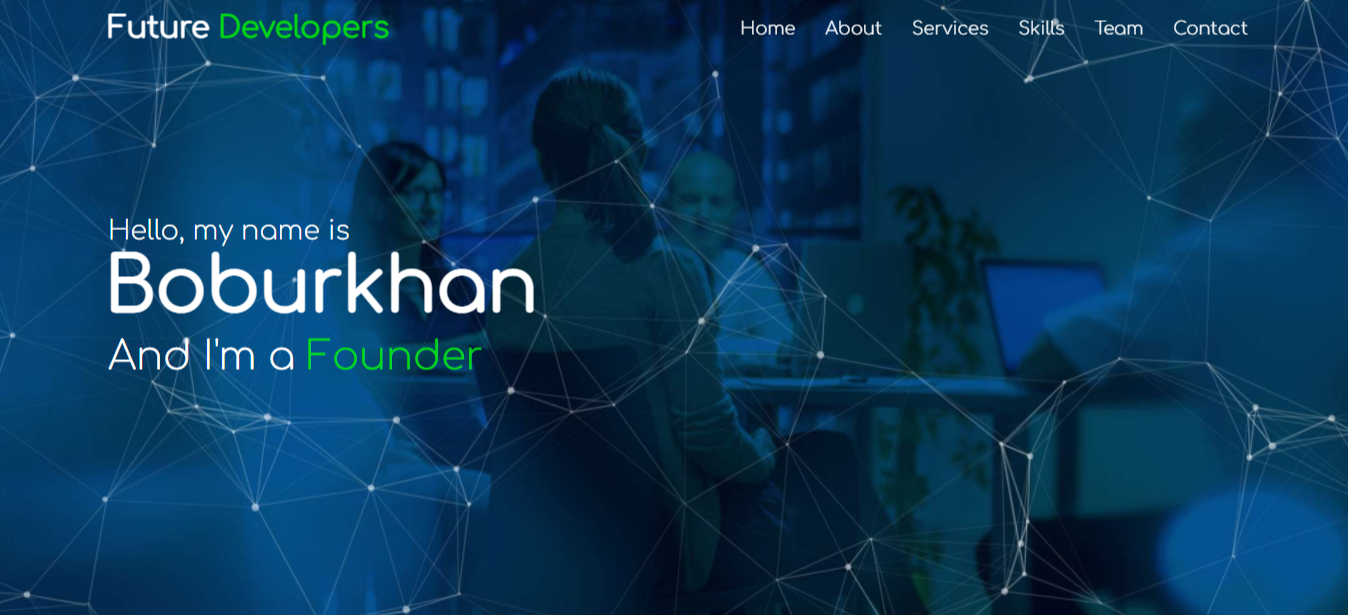 Future Developers
Home About Services Skills Team Contact
Hello, my name is
Boburkhan
And I'm a Founder